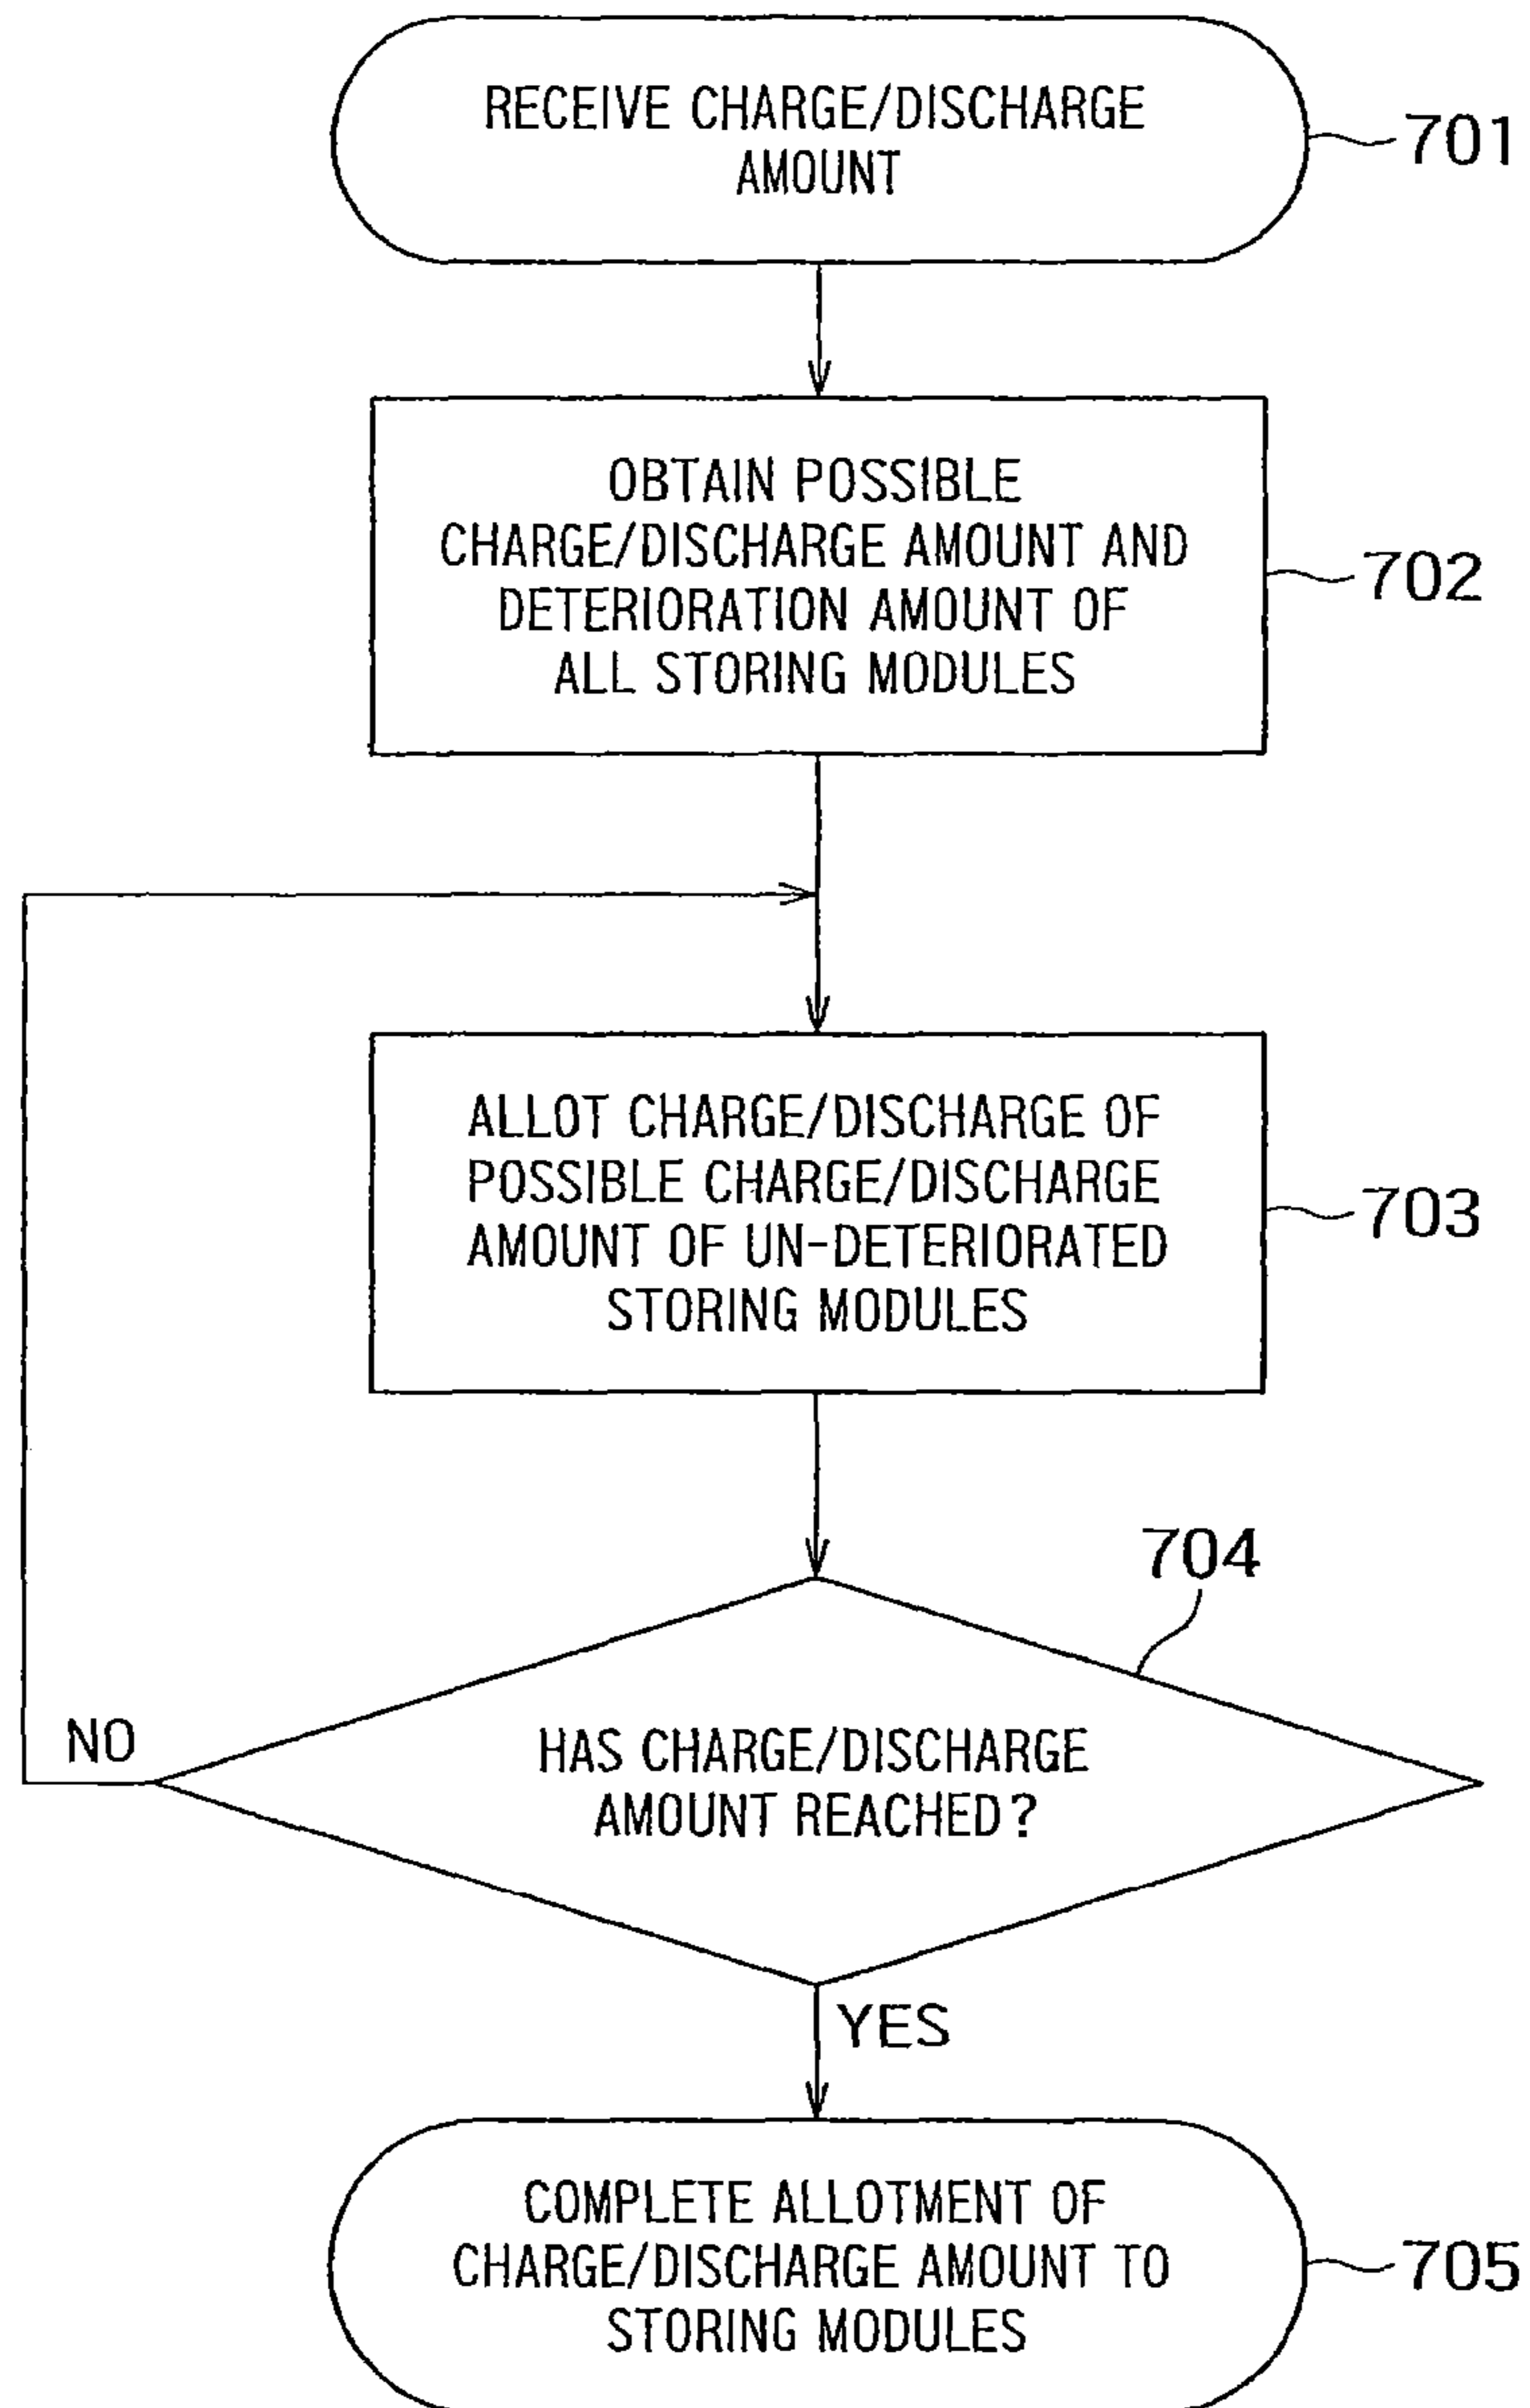 RECEIVE CHARGE/DISCHARGE
AMOUNT
701
OBTAIN POSSIBLE
CHARGE/DISCHARGE AMOUNT AND
DETERIORATION AMOUNT OF
ALL STORING MODULES
702
ALLOT CHARGE/DISCHARGE OF
POSSIBLE CHARGE/DISCHARGE
AMOUNT OF UN-DETERIORATED
STORING MODULES
703
704
HAS CHARGE/DISCHARGE
AMOUNT REACHED?
NO
YES
COMPLETE ALLOTMENT OF
CHARGE/DISCHARGE AMOUNT TO
STORING MODULES
705